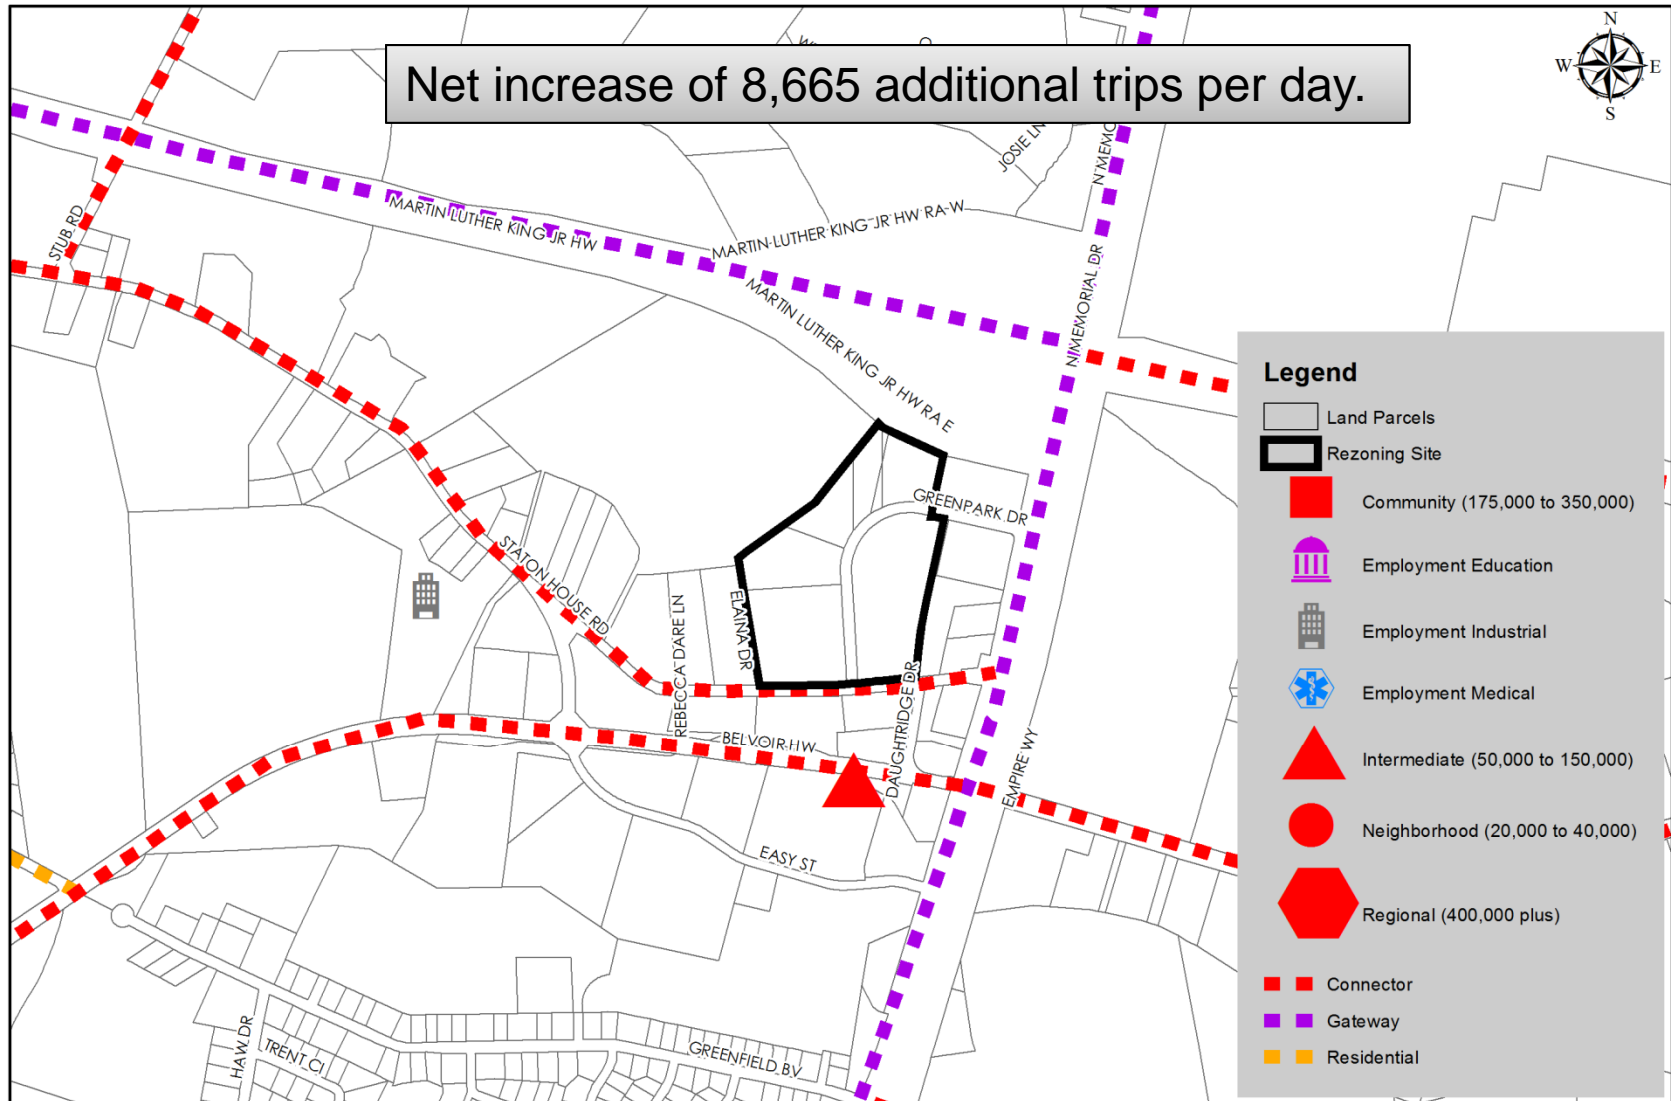 Net increase of 8,665 additional trips per day.
N
W
E
S
JOSIE LN
N MEMO
STUB RD
MARTIN LUTHER KING JR HW
MARTIN LUTHER KING JR HW RA W
N MEMORIAL DR
MARTIN LUTHER KING JR HW RA E
GREENPARK DR
STATON HOUSE RD
REBECCA DARE LN
ELAINA DR
DAUGHTRIDGE DR
BELVOIR HW
EMPIRE WY
EASY ST
HAW DR
TRENT CI
GREENFIELD BV
Legend
Land Parcels
Rezoning Site
Community (175,000 to 350,000)
Employment Education
Employment Industrial
Employment Medical
Intermediate (50,000 to 150,000)
Neighborhood (20,000 to 40,000)
Regional (400,000 plus)
Connector
Gateway
Residential